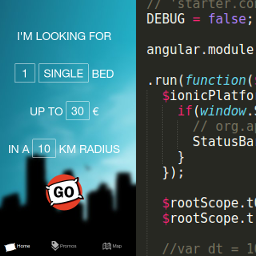 I'M LOOKING FOR
1 SINGLE BED
UP TO 30 €
IN A 10 KM RADIUS
GO
Home Promos Map
// 'starter.con
DEBUG = false;
angular.module
.run(function(
$ionicPlatfo
if(window.
// org.ap
StatusBa
}
});
$rootScope.t
$rootScope.t
//var dt = 10